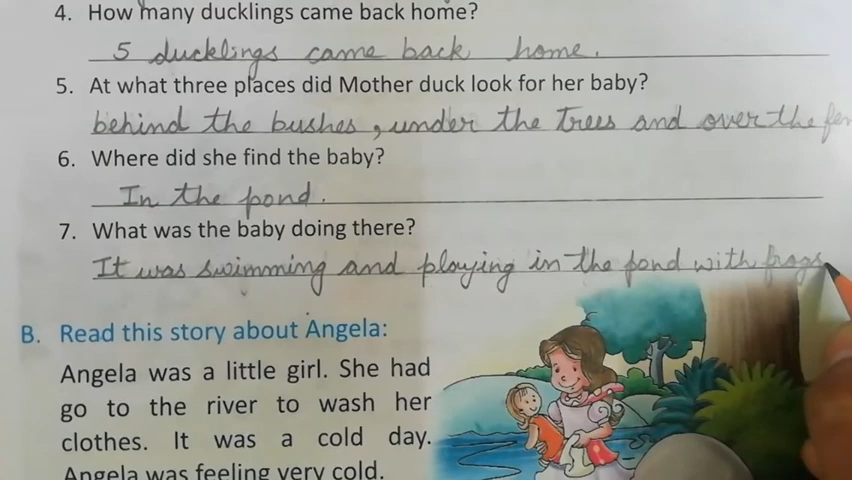 4. How many ducklings came back home?
5 ducklings came back home.
5. At what three places did Mother duck look for her baby?
behind the bushes, under the trees and over the
6. Where did she find the baby?
In the pond.
7. What was the baby doing there?
It was swimming and playing in the pond with frogs
B. Read this story about Angela:
Angela was a little girl. She had
go to the river to wash her
clothes. It was a cold day.
Angela was feeling very cold.